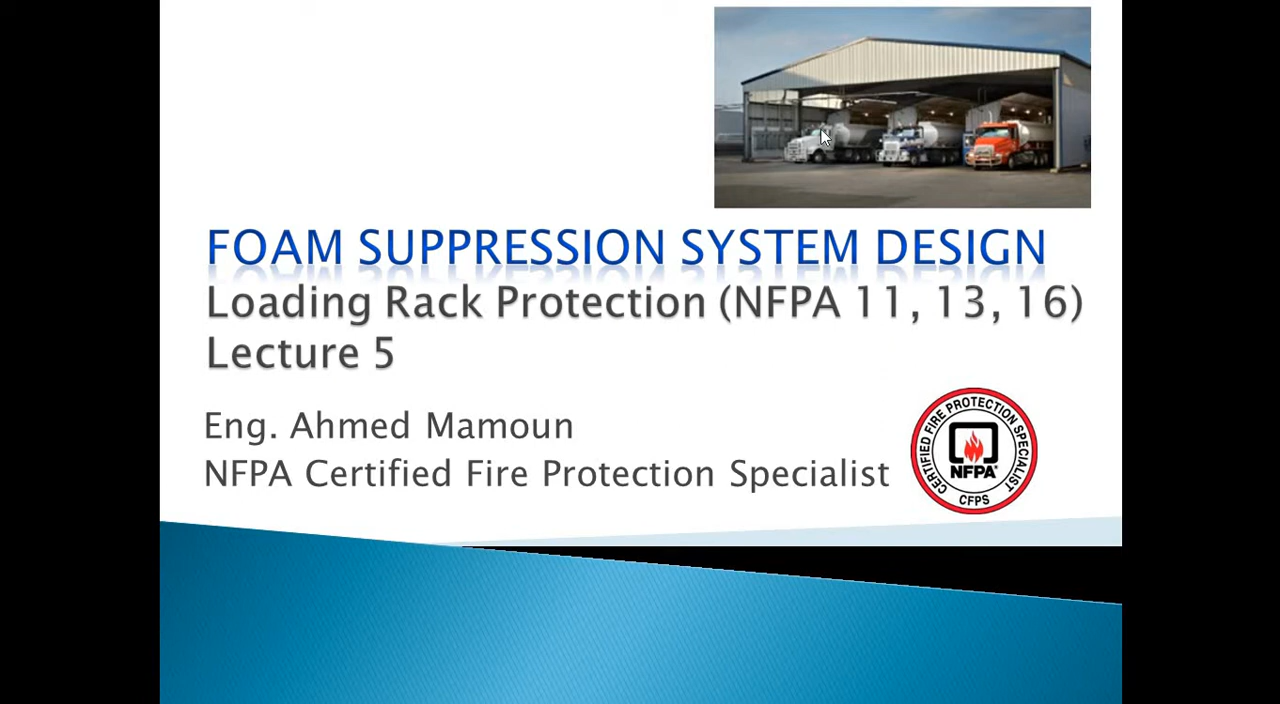 FOAM SUPPRESSION SYSTEM DESIGN
Loading Rack Protection (NFPA 11, 13, 16)
Lecture 5
Eng. Ahmed Mamoun
NFPA Certified Fire Protection Specialist
CERTIFIED FIRE PROTECTION SPECIALIST
NFPA®
CFPS